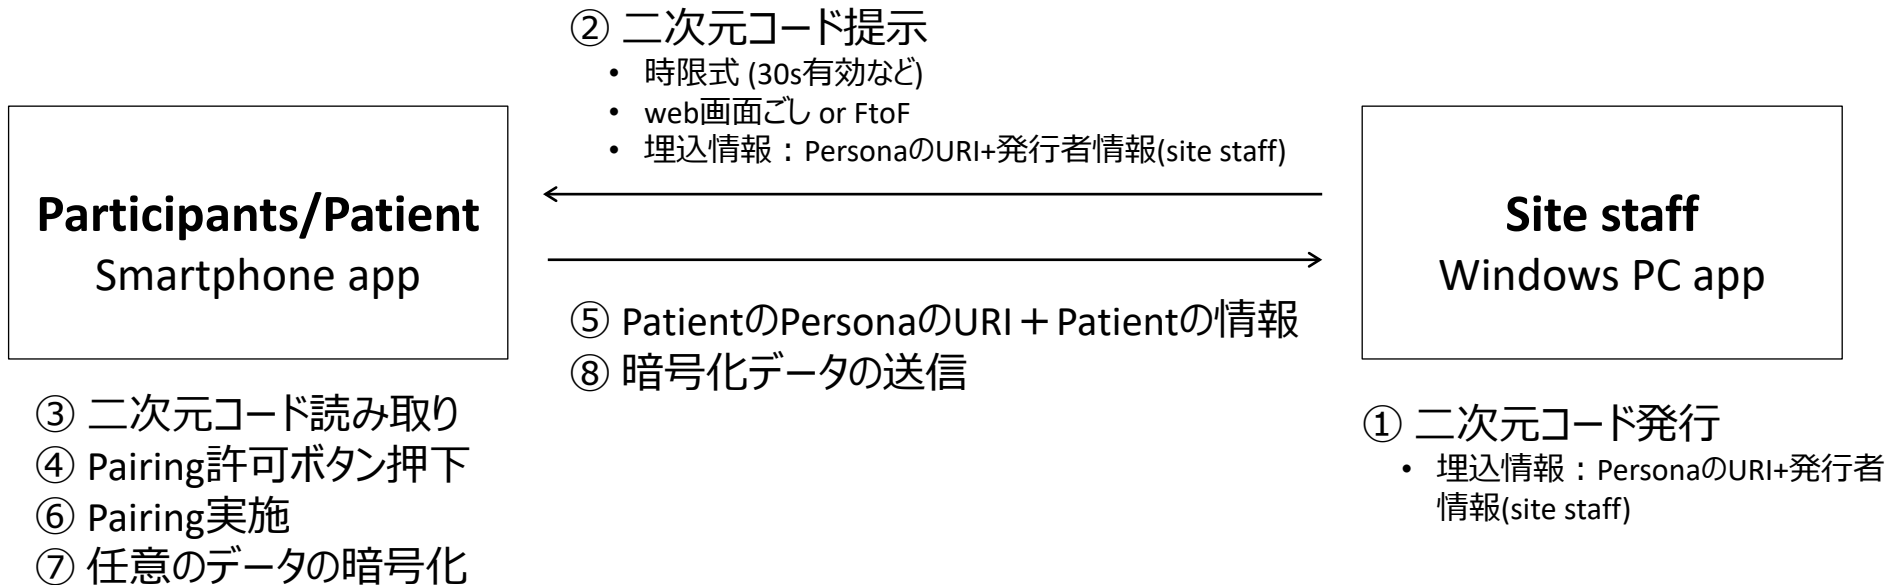 ② 二次元コード提示
• 時限式 (30s有効など)
• web画面ごし or FtoF
• 埋込情報：PersonaのURI+発行者情報(site staff)
Participants/Patient
Smartphone app
Site staff
Windows PC app
⑤ PatientのPersonaのURI＋Patientの情報
⑧ 暗号化データの送信
③ 二次元コード読み取り
④ Pairing許可ボタン押下
⑥ Pairing実施
⑦ 任意のデータの暗号化
① 二次元コード発行
• 埋込情報：PersonaのURI+発行者
情報(site staff)